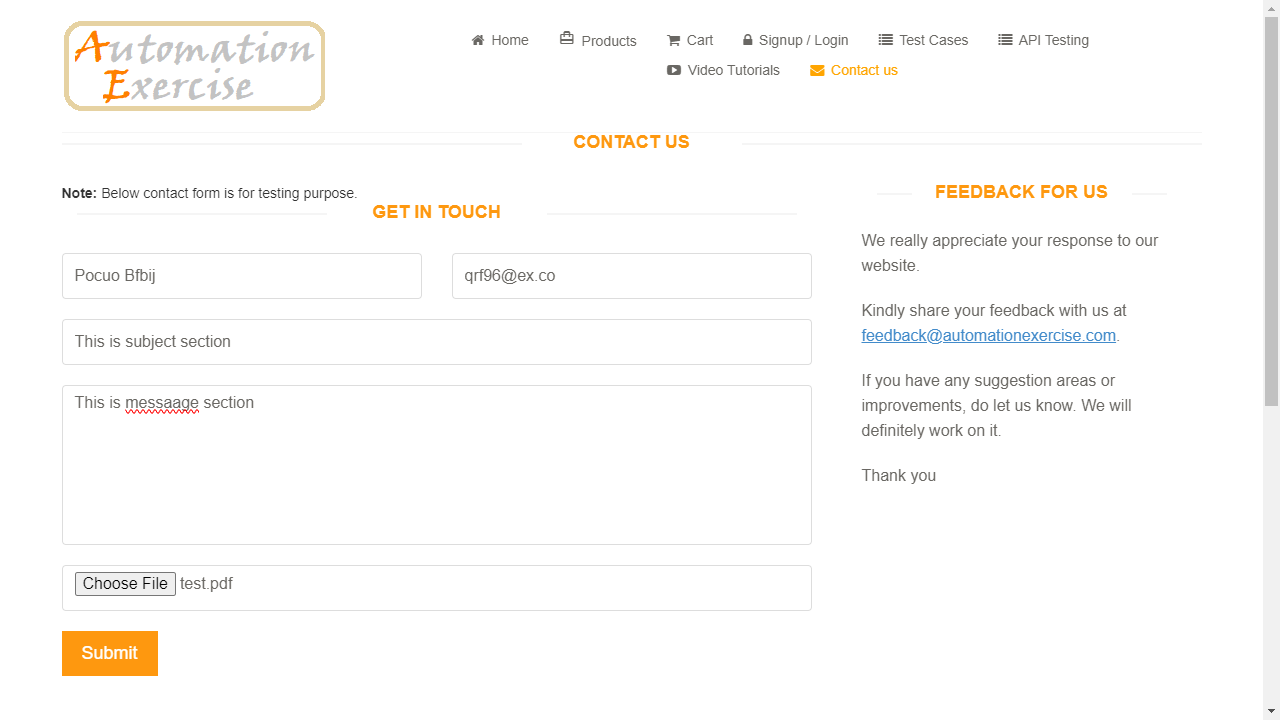 Automation
Exercise
Home
Products
Cart
Signup / Login
Test Cases
API Testing
Video Tutorials
Contact us
CONTACT US
Note: Below contact form is for testing purpose.
GET IN TOUCH
Pocuo Bfbij
qrf96@ex.co
This is subject section
This is messaage section
Choose File test.pdf
Submit
FEEDBACK FOR US
We really appreciate your response to our
website.
Kindly share your feedback with us at
feedback@automationexercise.com.
If you have any suggestion areas or
improvements, do let us know. We will
definitely work on it.
Thank you